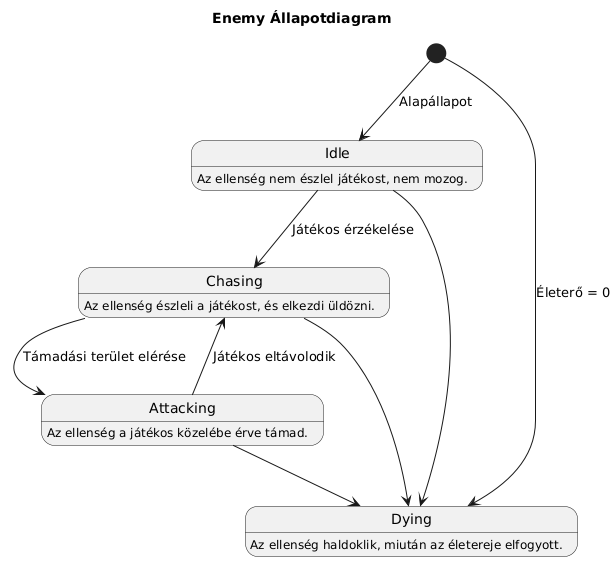 Enemy Állapotdiagram
Alapállapot
Idle
Az ellenség nem észlel játékost, nem mozog.
Játékos érzékelése
Chasing
Az ellenség észleli a játékost, és elkezdi üldözni.
Életerő = 0
Támadási terület elérése
Játékos eltávolodik
Attacking
Az ellenség a játékos közelébe érve támad.
Dying
Az ellenség haldoklik, miután az életereje elfogyott.